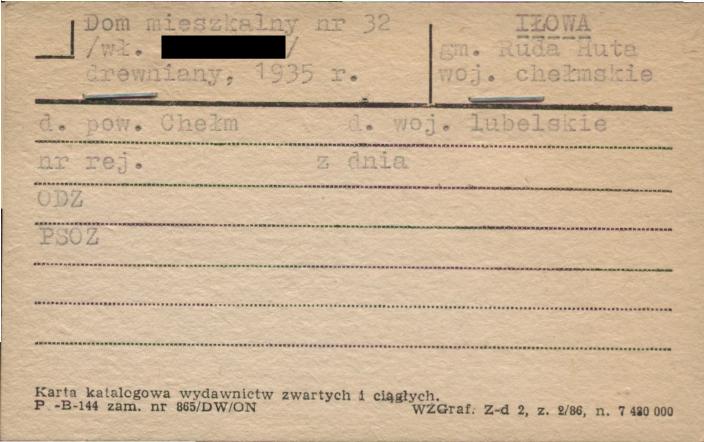 Dom mieszkalny nr 32
/wł. /
drewniany, 1935 r.
IŁOWA
gm. Ruda Huta
woj. chełmskie
d. pow. Chełm d. woj. lubelskie
nr rej. z dnia
ODZ
PSOZ
Karta katalogowa wydawnictw zwartych i ciągłych.
P -B-144 zam. nr 865/DW/ON WZGraf. Z-d 2, z. 2/86, n. 7 420 000